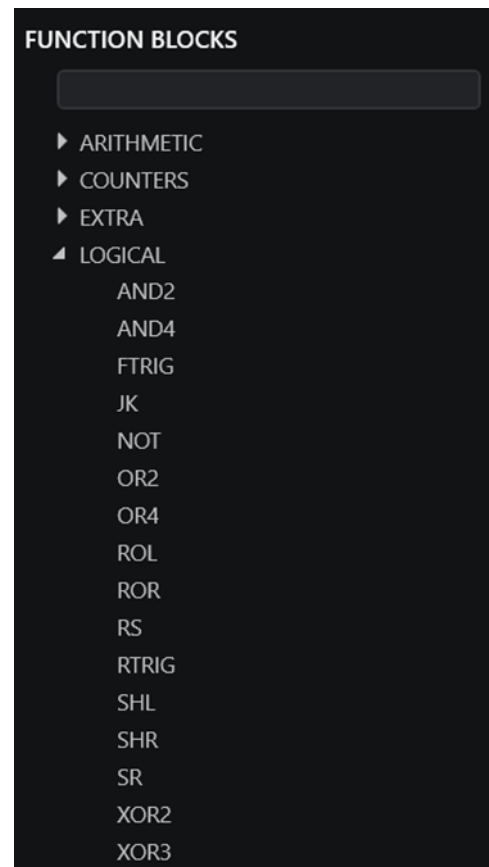 FUNCTION BLOCKS
ARITHMETIC
COUNTERS
EXTRA
LOGICAL
AND2
AND4
FTRIG
JK
NOT
OR2
OR4
ROL
ROR
RS
RTRIG
SHL
SHR
SR
XOR2
XOR3